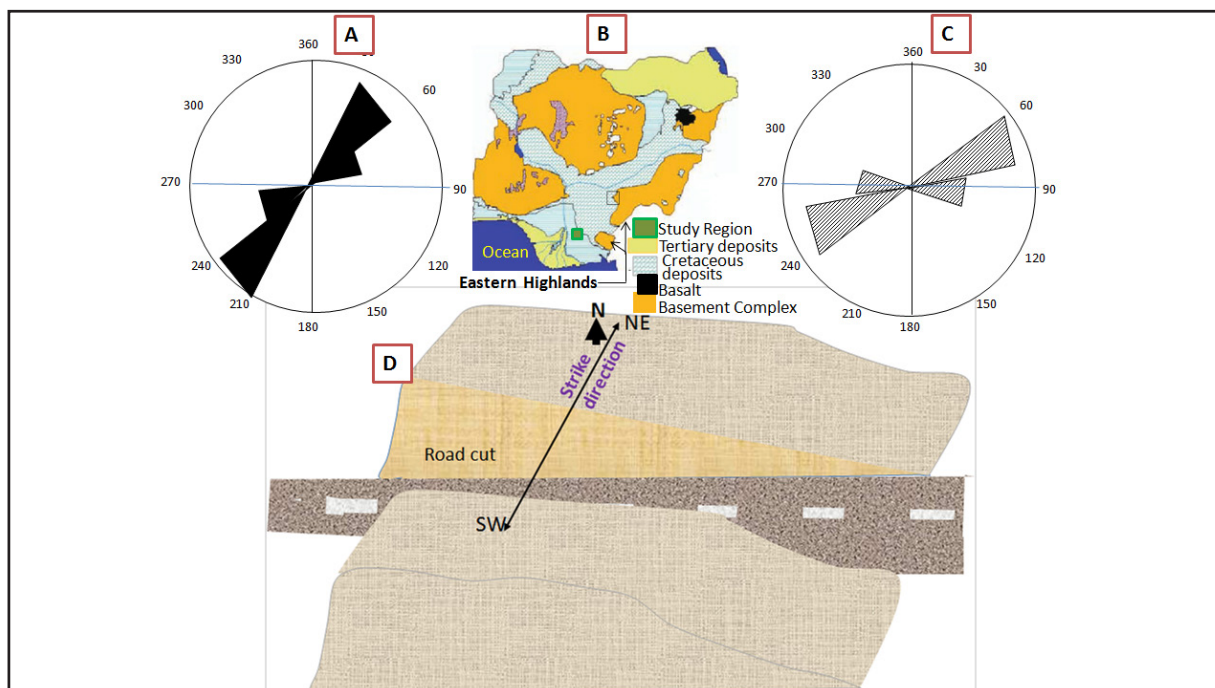 A
360
330
60
300
270
90
240
120
210
150
180
B
Ocean
Study Region
Tertiary deposits
Cretaceous
deposits
Basalt
Basement Complex
Eastern Highlands
C
360
330
30
300
60
270
90
240
120
210
150
180
D
N
NE
Strike
direction
Road cut
SW